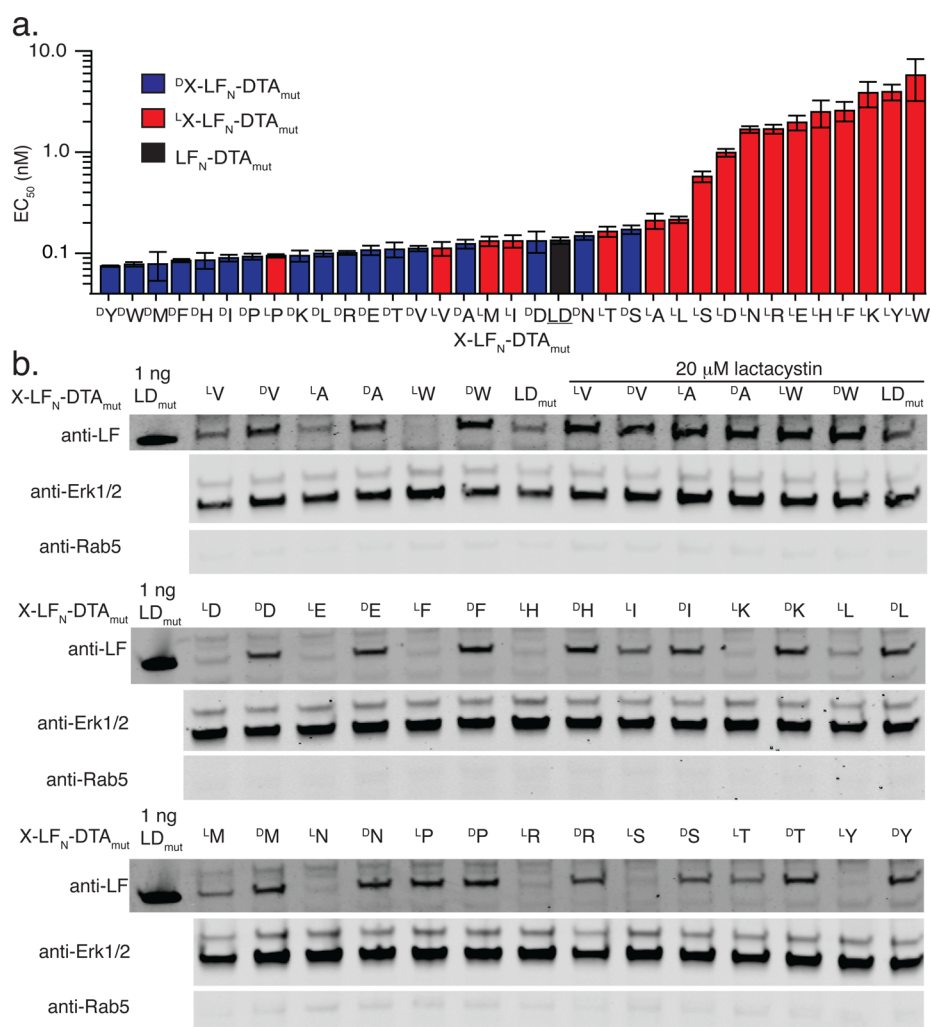 a.
10.0
1.0
0.1
EC50 (nM)
DX-LFN-DTAmut
LX-LFN-DTAmut
LFN-DTAmut
DY DW DM DF DH DI DP LP DK DL DR DE DT DV LV DA LM LI DD LD DN LT DS LA LL LS LD LN LR LE LH LF LK LY LW
X-LFN-DTAmut
b.
1 ng
20 μM lactacystin
X-LFN-DTAmut LDmut LV DV LA DA LW DW LDmut LV DV LA DA LW DW LDmut
anti-LF
anti-Erk1/2
anti-Rab5
1 ng
X-LFN-DTAmut LDmut LD DD LE DE LF DF LH DH LI DI LK DK LL DL
anti-LF
anti-Erk1/2
anti-Rab5
1 ng
X-LFN-DTAmut LDmut LM DM LN DN LP DP LR DR LS DS LT DT LY DY
anti-LF
anti-Erk1/2
anti-Rab5